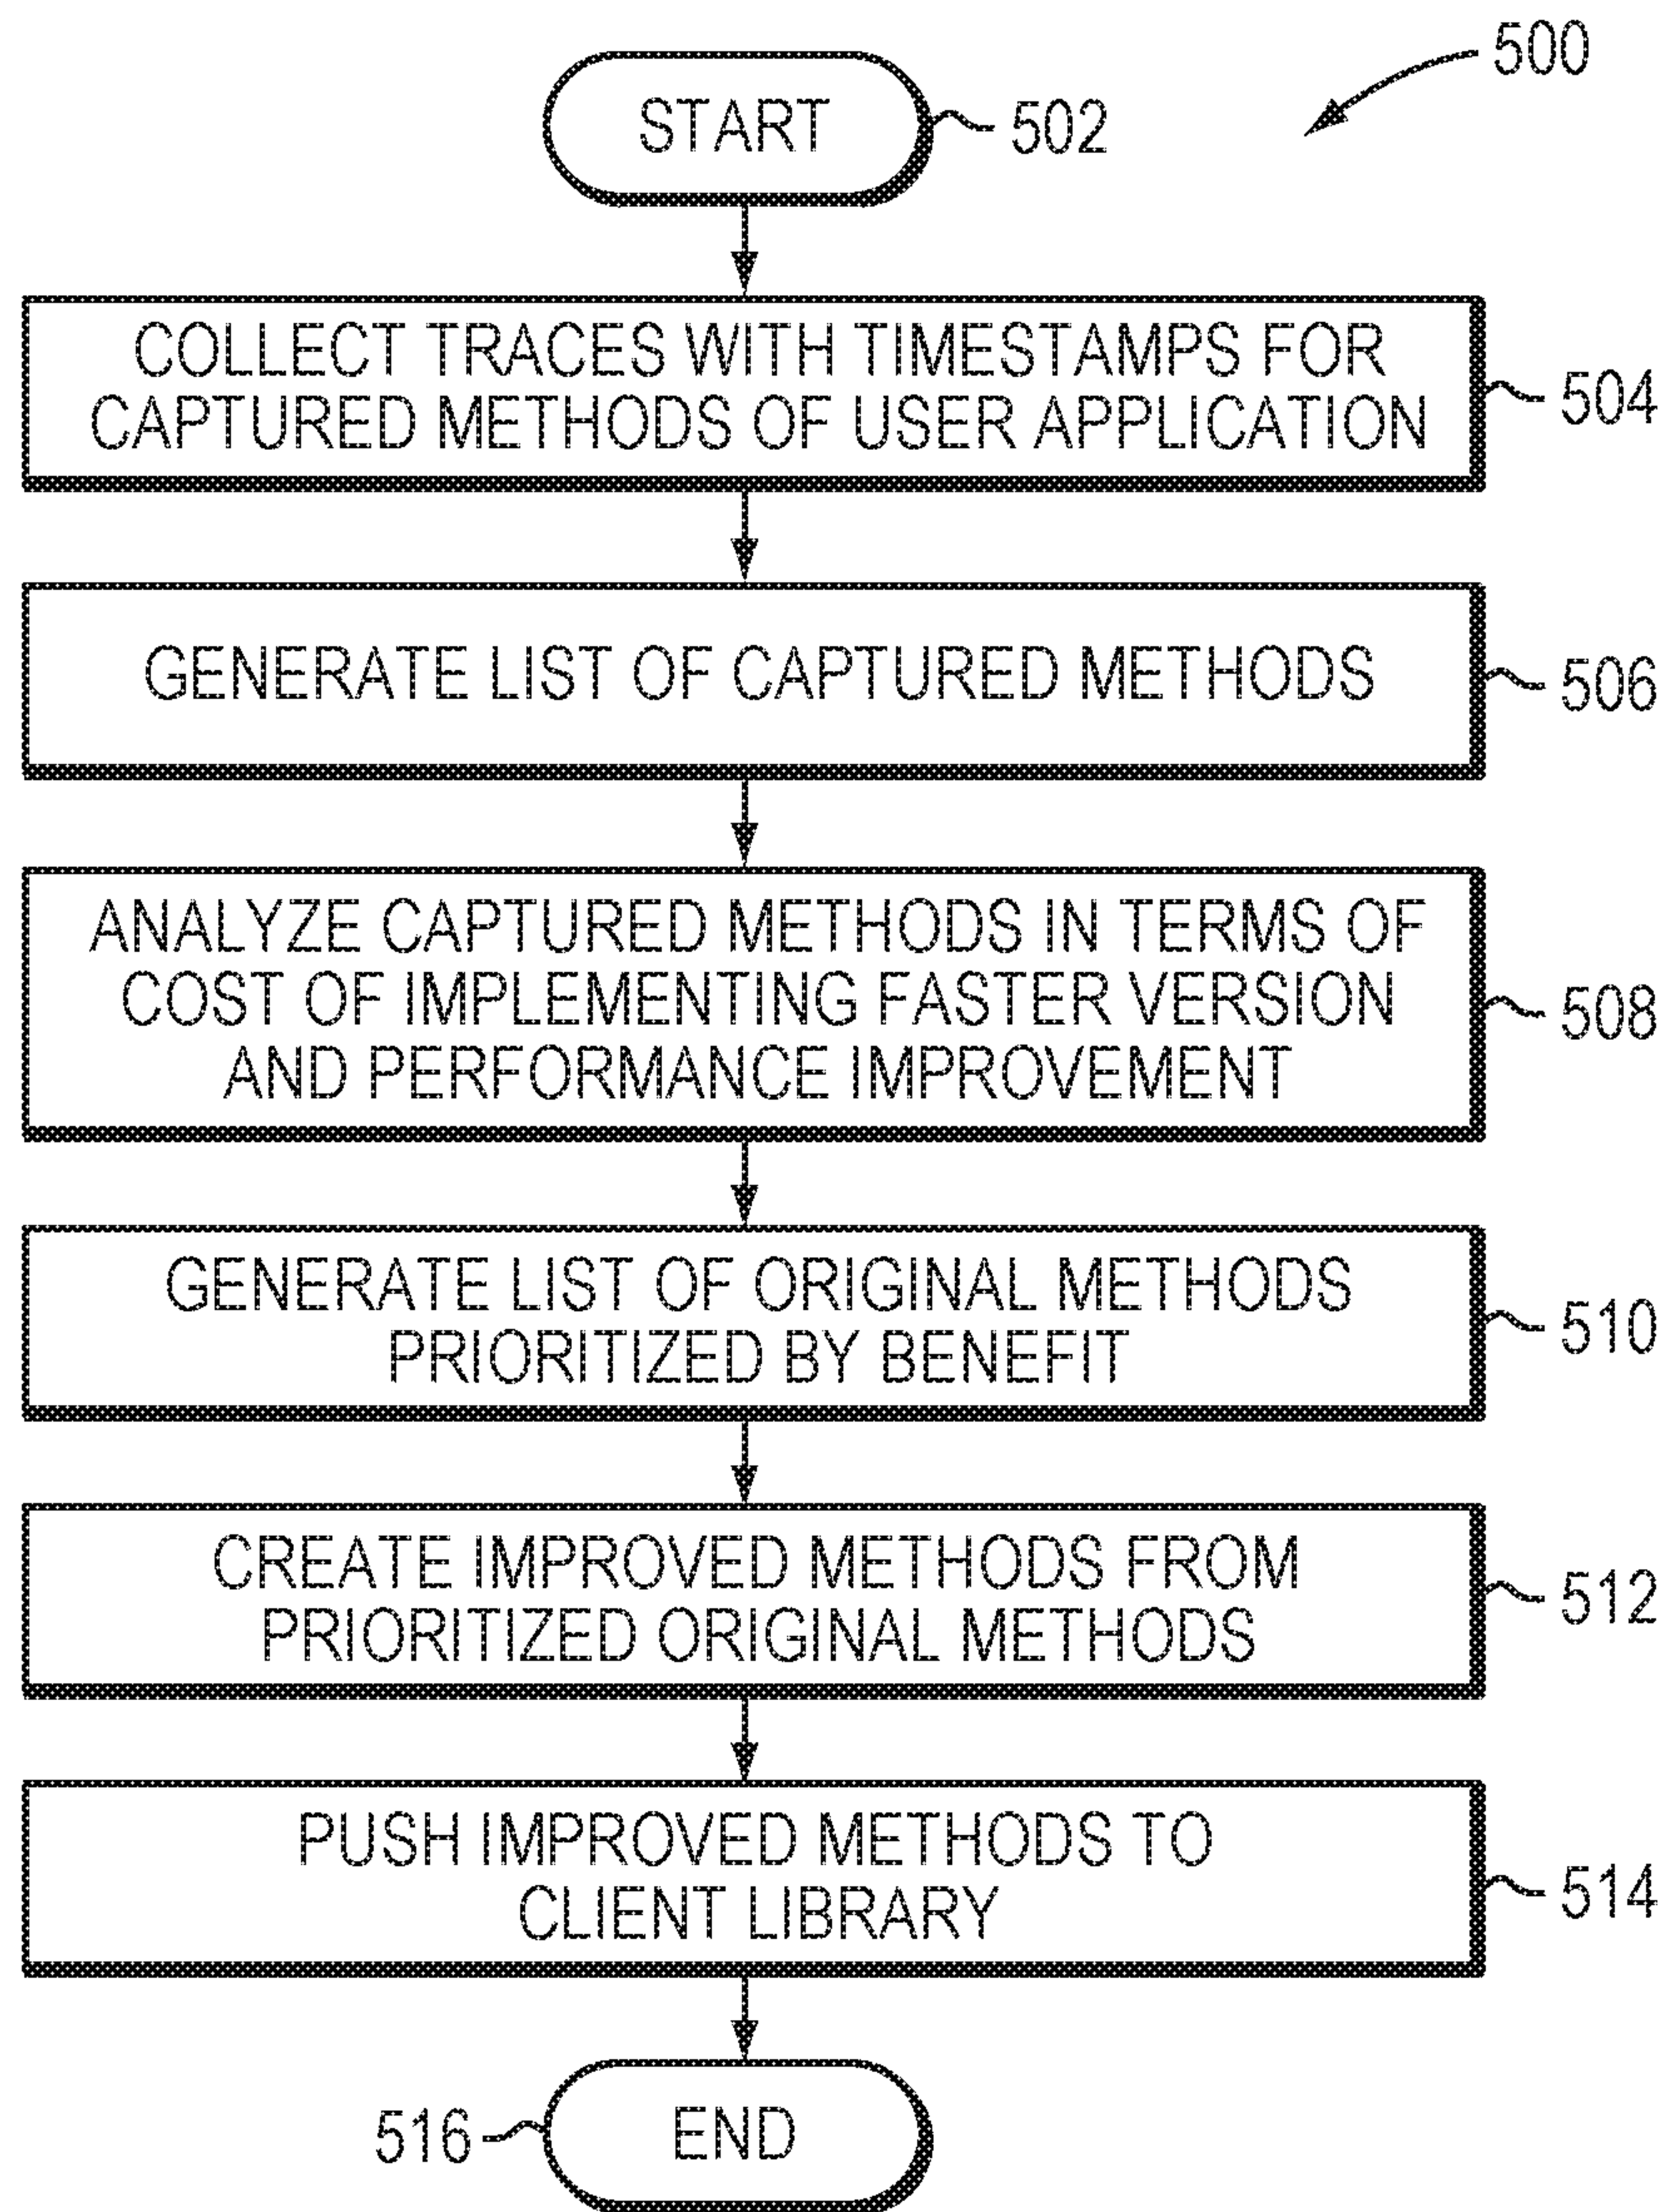 500
START
502
COLLECT TRACES WITH TIMESTAMPS FOR
CAPTURED METHODS OF USER APPLICATION
504
GENERATE LIST OF CAPTURED METHODS
506
ANALYZE CAPTURED METHODS IN TERMS OF
COST OF IMPLEMENTING FASTER VERSION
AND PERFORMANCE IMPROVEMENT
508
GENERATE LIST OF ORIGINAL METHODS
PRIORITIZED BY BENEFIT
510
CREATE IMPROVED METHODS FROM
PRIORITIZED ORIGINAL METHODS
512
PUSH IMPROVED METHODS TO
CLIENT LIBRARY
514
516
END